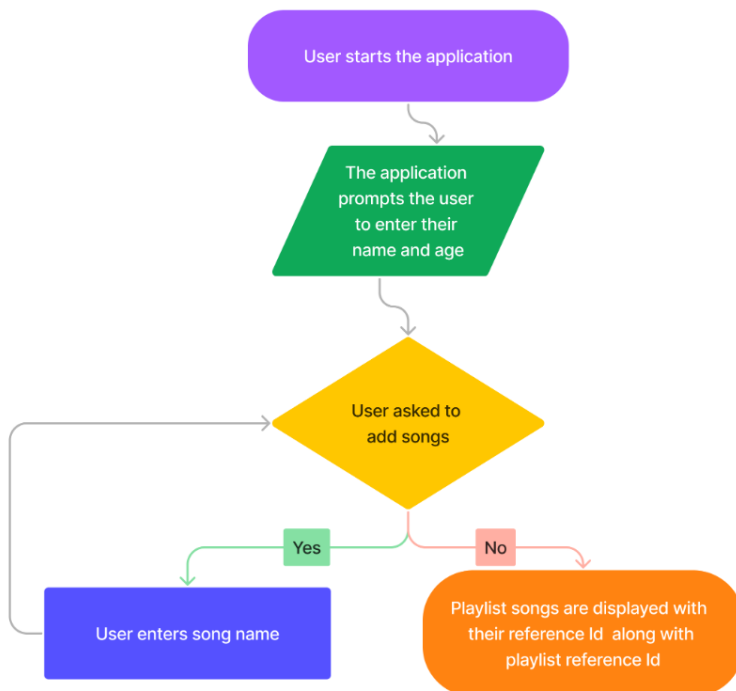 User starts the application
The application
prompts the user
to enter their
name and age
User asked to
add songs
Yes
No
User enters song name
Playlist songs are displayed with
their reference Id along with
playlist reference Id